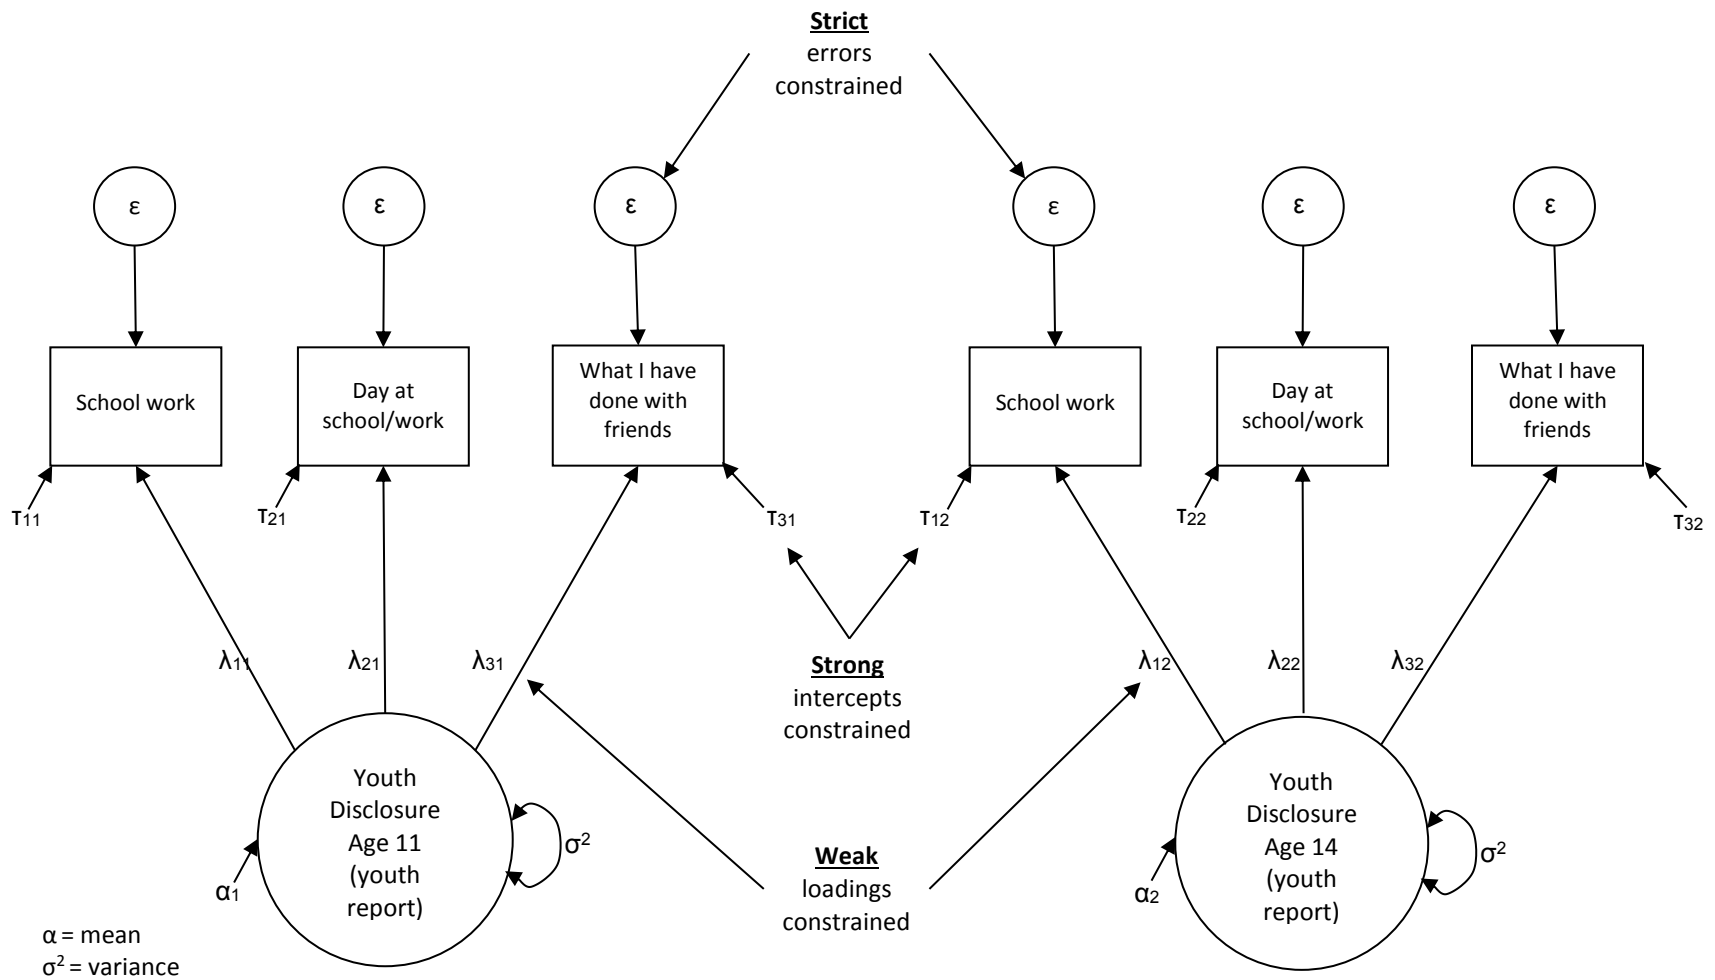 Strict
errors
constrained
ε
ε
ε
ε
ε
ε
School work
Day at
school/work
What I have
done with
friends
School work
Day at
school/work
What I have
done with
friends
τ11
τ21
τ31
τ12
τ22
τ32
λ11
λ21
λ31
Strong
intercepts
constrained
λ12
λ22
λ32
Youth
Disclosure
Age 11
(youth
report)
σ²
α1
Weak
loadings
constrained
Youth
Disclosure
Age 14
(youth
report)
σ²
α2
α = mean
σ² = variance